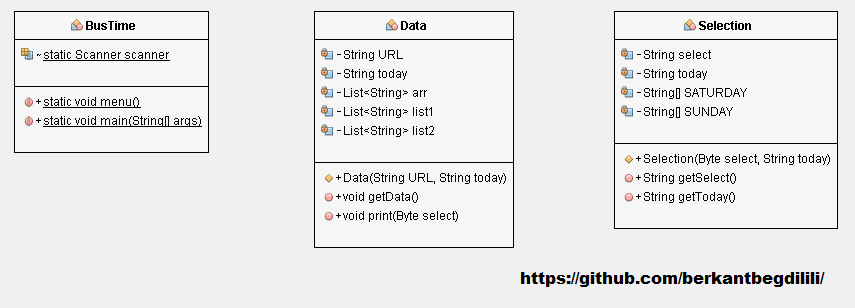 BusTime
~ static Scanner scanner
+ static void menu()
+ static void main(String[] args)
Data
- String URL
- String today
- List<String> arr
- List<String> list1
- List<String> list2
+ Data(String URL, String today)
+ void getData()
+ void print(Byte select)
Selection
- String select
- String today
- String[] SATURDAY
- String[] SUNDAY
+ Selection(Byte select, String today)
+ String getSelect()
+ String getToday()
https://github.com/berkantbegdilili/